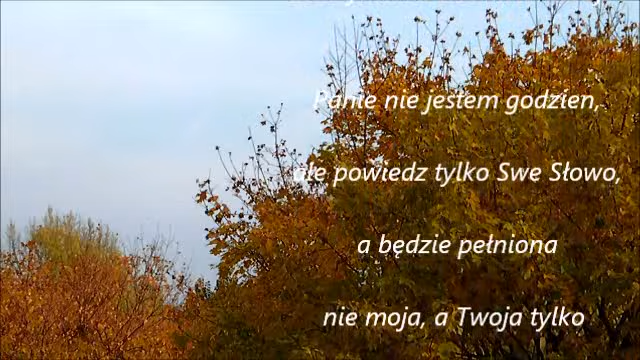 Panie nie jestem godzien,
ale powiedz tylko Swe Słowo,
a będzie pełniona
nie moja, a Twoja tylko